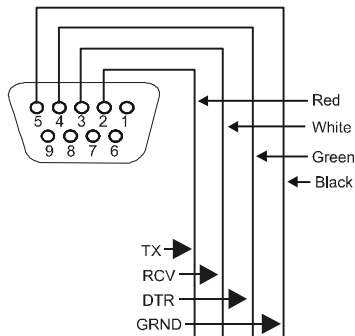 5 4 3 2 1
9 8 7 6
Red
White
Green
Black
TX
RCV
DTR
GRND